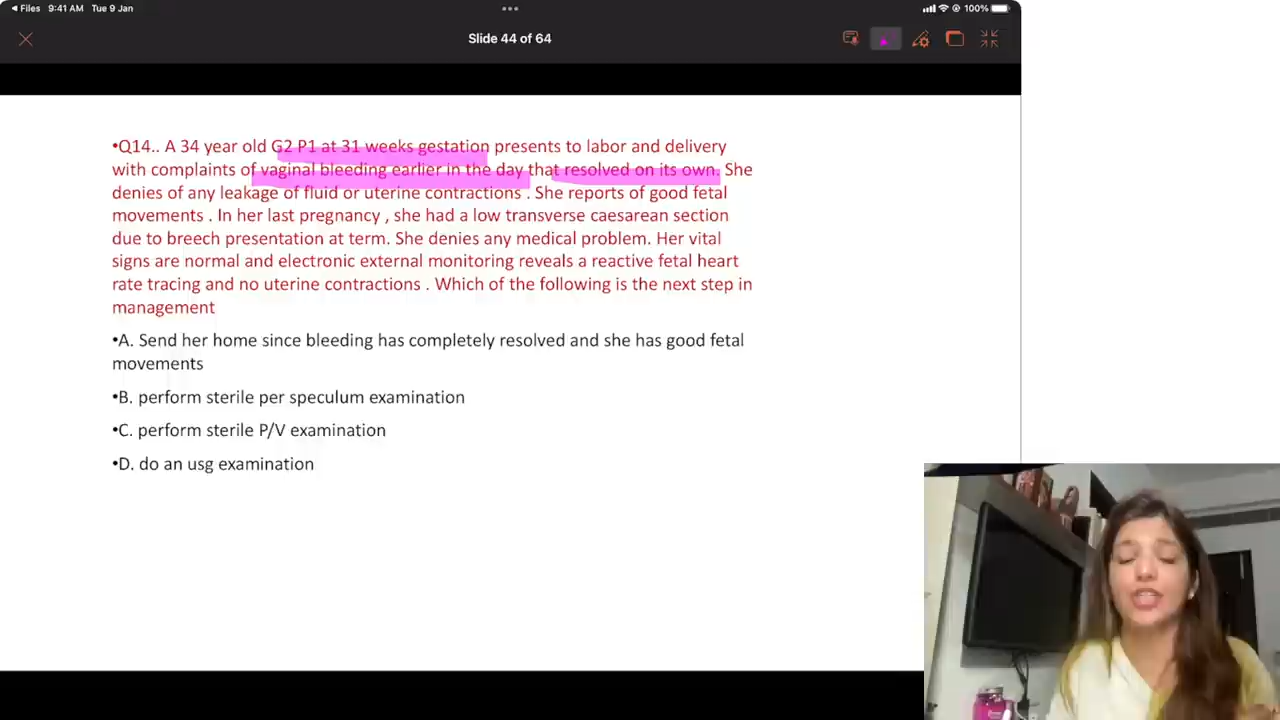 Files 9:41 AM Tue 9 Jan
100%
Slide 44 of 64
•Q14.. A 34 year old G2 P1 at 31 weeks gestation presents to labor and delivery
with complaints of vaginal bleeding earlier in the day that resolved on its own. She
denies of any leakage of fluid or uterine contractions . She reports of good fetal
movements . In her last pregnancy , she had a low transverse caesarean section
due to breech presentation at term. She denies any medical problem. Her vital
signs are normal and electronic external monitoring reveals a reactive fetal heart
rate tracing and no uterine contractions . Which of the following is the next step in
management
•A. Send her home since bleeding has completely resolved and she has good fetal
movements
•B. perform sterile per speculum examination
•C. perform sterile P/V examination
•D. do an usg examination